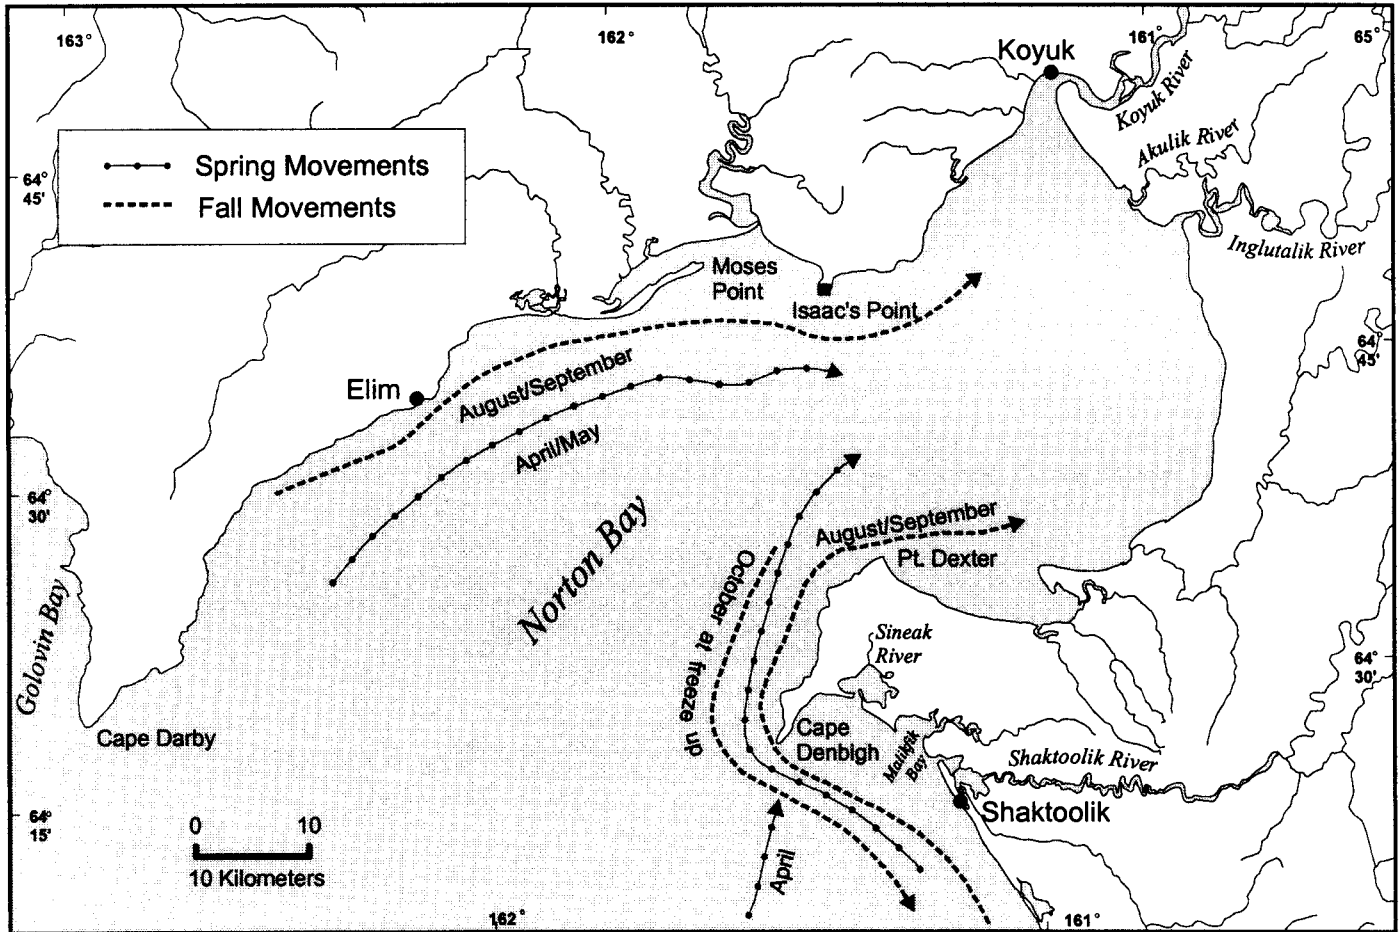 163°
162°
161°
65°
Koyuk
Koyuk River
Akulik River
Spring Movements
Fall Movements
64°
45'
Inglutalik River
Moses
Point
Isaac's Point
64°
45'
Elim
August/September
April/May
64°
30'
Norton Bay
August/September
Pt. Dexter
October at freeze up
Golovin Bay
Sineak
River
64°
30'
Cape Darby
Cape
Denbigh
Malikfik
Bay
Shaktoolik River
Shaktoolik
64°
15'
0 10
10 Kilometers
April
162°
161°